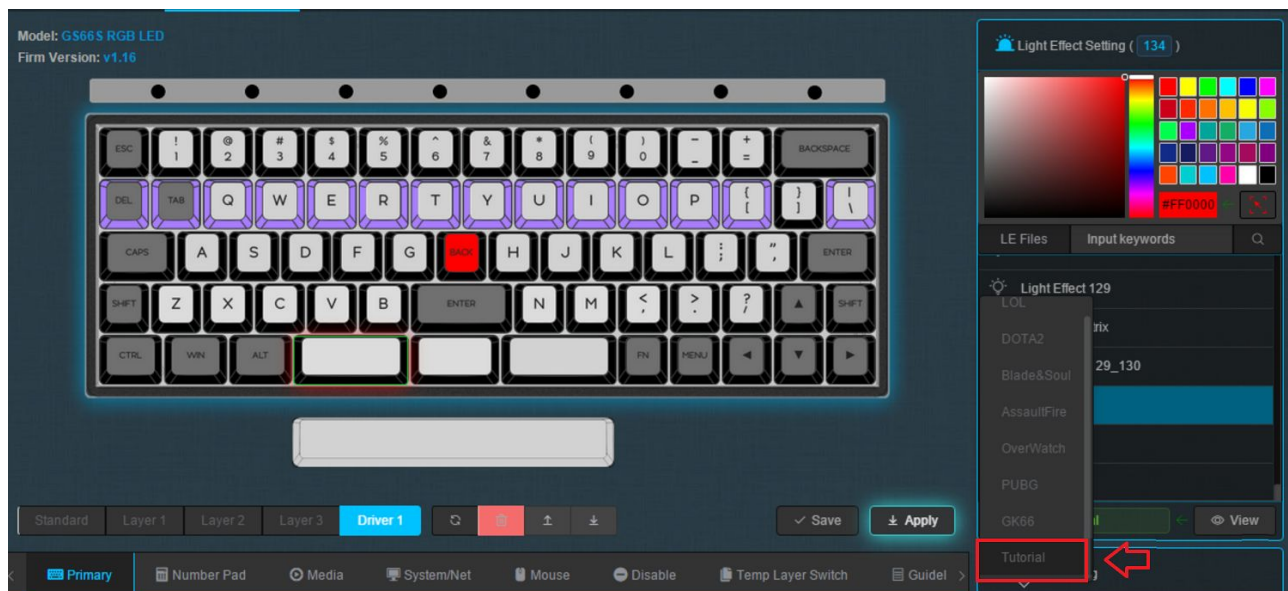 Model: GS66S RGB LED
Firm Version: v1.16
ESC ! 1 @ 2 # 3 $ 4 % 5 ^ 6 & 7 * 8 ( 9 ) 0 – _ + = BACKSPACE
DEL TAB Q W E R T Y U I O P { [ } ] | \
CAPS A S D F G BACK H J K L : ; " , ENTER
SHIFT Z X C V B ENTER N M < , > . ? / ▲ SHIFT
CTRL WIN ALT FN MENU ◄ ▼ ►
Standard Layer 1 Layer 2 Layer 3 Driver 1 Save Apply
Primary Number Pad Media System/Net Mouse Disable Temp Layer Switch Guidel
Light Effect Setting ( 134 )
#FF0000
LE Files Input keywords
Light Effect 129
LOL
rix
DOTA2
29_130
Blade&Soul
AssaultFire
OverWatch
PUBG
GK66
View
Tutorial